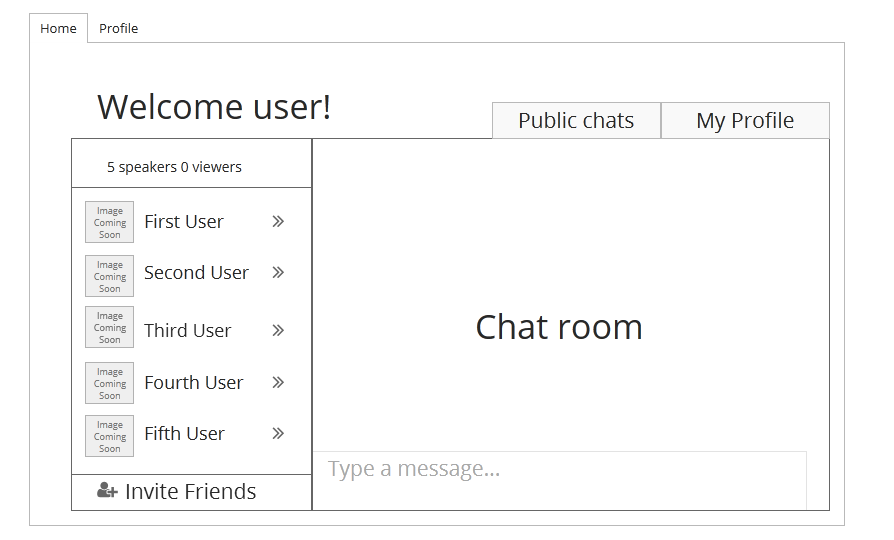 Home Profile
Welcome user!
Public chats My Profile
5 speakers 0 viewers
Image
Coming
Soon
First User
Image
Coming
Soon
Second User
Image
Coming
Soon
Third User
Image
Coming
Soon
Fourth User
Image
Coming
Soon
Fifth User
Invite Friends
Chat room
Type a message...